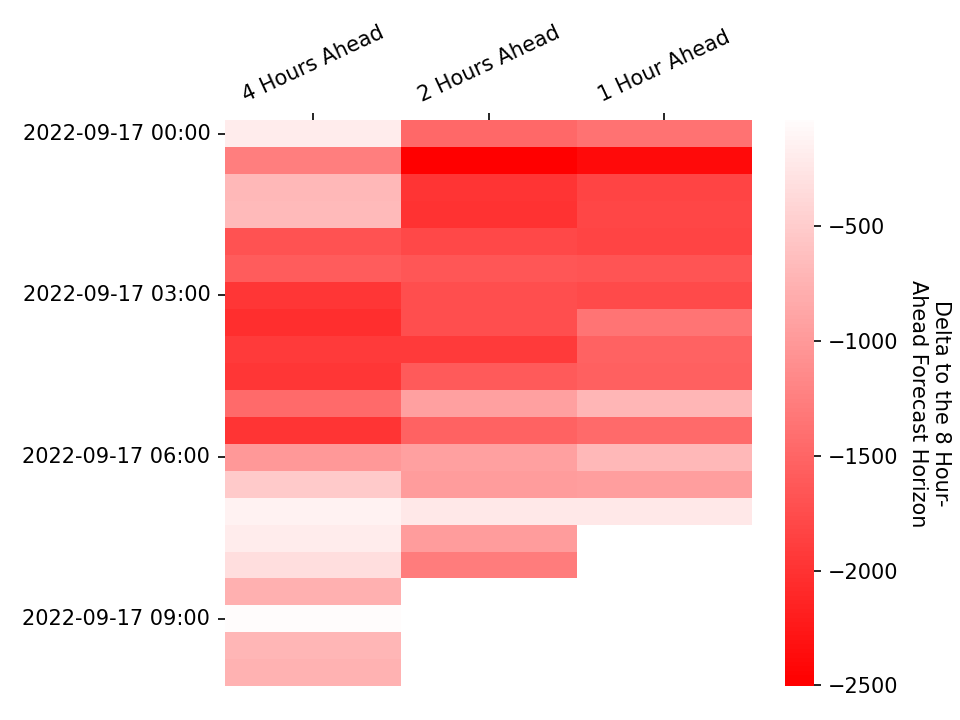 4 Hours Ahead
2 Hours Ahead
1 Hour Ahead
2022-09-17 00:00
2022-09-17 03:00
2022-09-17 06:00
2022-09-17 09:00
−500
−1000
−1500
−2000
−2500
Delta to the 8 Hour-
Ahead Forecast Horizon